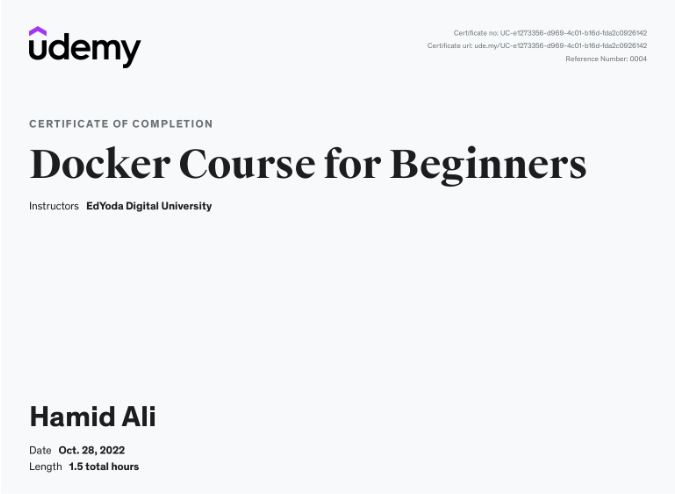 udemy
Certificate no: UC-e1273356-d969-4c01-b16d-fda2c0926142
Certificate url: ude.my/UC-e1273356-d969-4c01-b16d-fda2c0926142
Reference Number: 0004
CERTIFICATE OF COMPLETION
Docker Course for Beginners
Instructors EdYoda Digital University
Hamid Ali
Date Oct. 28, 2022
Length 1.5 total hours